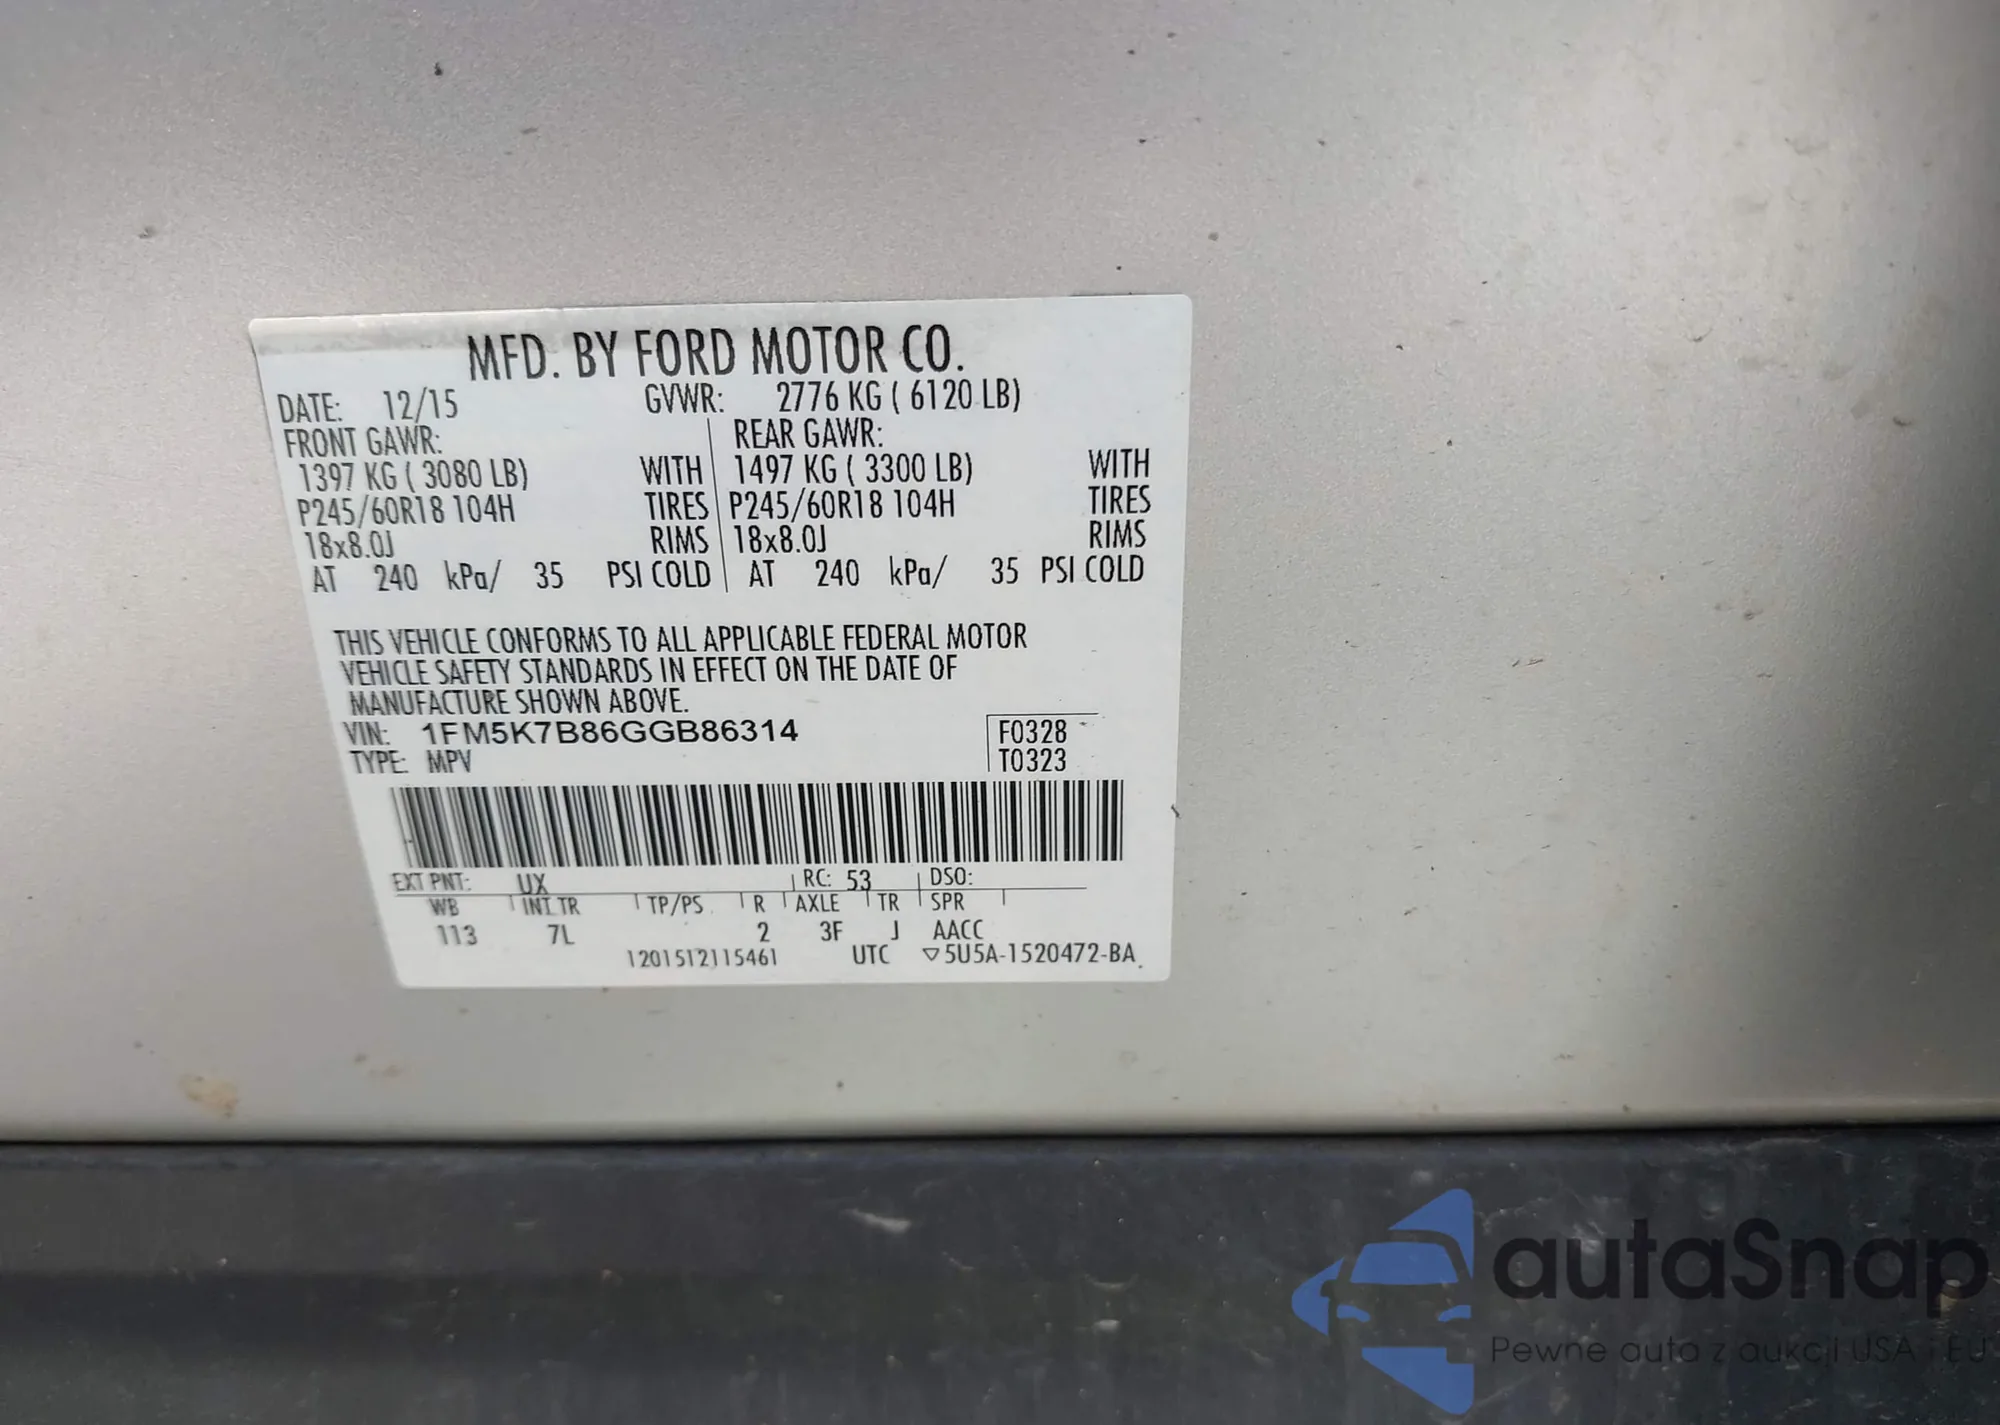 MFD. BY FORD MOTOR CO.
DATE: 12/15 GVWR: 2776 KG ( 6120 LB)
FRONT GAWR: REAR GAWR:
1397 KG ( 3080 LB) WITH 1497 KG ( 3300 LB) WITH
P245/60R18 104H TIRES P245/60R18 104H TIRES
18x8.0J RIMS 18x8.0J RIMS
AT 240 kPa/ 35 PSI COLD AT 240 kPa/ 35 PSI COLD
THIS VEHICLE CONFORMS TO ALL APPLICABLE FEDERAL MOTOR
VEHICLE SAFETY STANDARDS IN EFFECT ON THE DATE OF
MANUFACTURE SHOWN ABOVE.
VIN: 1FM5K7B86GGB86314 F0328
TYPE: MPV T0323
EXT PNT: UX RC: 53 DSO:
WB INT TR TP/PS R AXLE TR SPR
113 7L 2 3F J AACC
1201512115461 UTC ▽5U5A-1520472-BA
autaSnap
Pewne auta z aukcji USA i EU